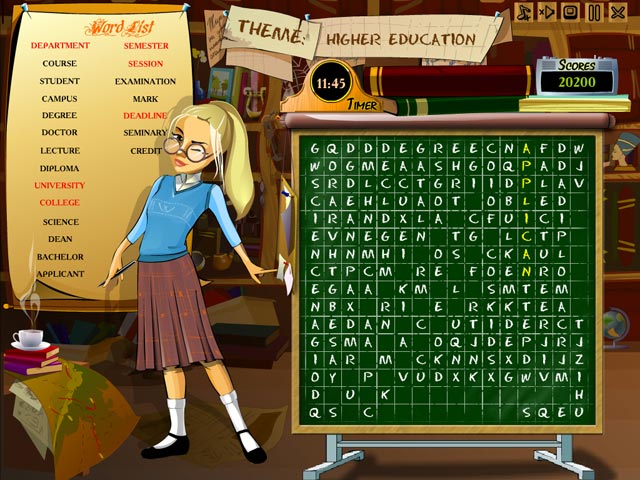 Word List
DEPARTMENT
COURSE
STUDENT
CAMPUS
DEGREE
DOCTOR
LECTURE
DIPLOMA
UNIVERSITY
COLLEGE
SCIENCE
DEAN
BACHELOR
APPLICANT
SEMESTER
SESSION
EXAMINATION
MARK
DEADLINE
SEMINARY
CREDIT
THEME: HIGHER EDUCATION
11:45
TIMER
SCORES
20200
G Q D D D E G R E E C N A F D W
W O G M E A A S H G O Q P A D J
S R D L C C T G R I I D P L A V
C A E H L U A O T O B L E D
I R A N D X L A C F U I C I
E V N E G E N T G L C T P
N H N M H I O S C K A U L
C T P C M R E F O E N R O
E G A A K M L S M T E M
N B X R I E R K K T E A
A E D A N C U T I D E R C T
G S M A A O Q J D E P J R J
I A R M C K N N S X D I J Z
O Y P V U D X K X G W V M I
D U K H
Q S C S Q E U